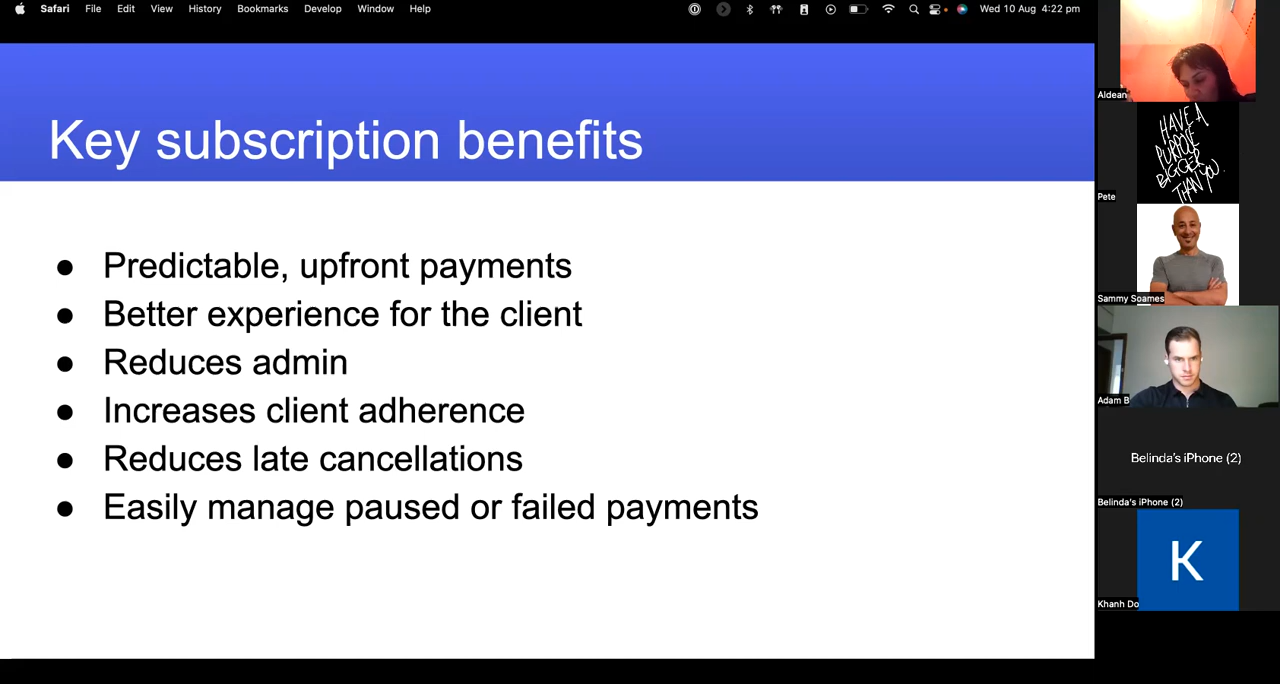 Safari File Edit View History Bookmarks Develop Window Help Wed 10 Aug 4:22 pm
Key subscription benefits
● Predictable, upfront payments
● Better experience for the client
● Reduces admin
● Increases client adherence
● Reduces late cancellations
● Easily manage paused or failed payments
Aldean
HAVE A
PURPOSE
BIGGER
THAN YOU.
Pete
Sammy Soames
Adam B
Belinda's iPhone (2)
Belinda's iPhone (2)
K
Khanh Do